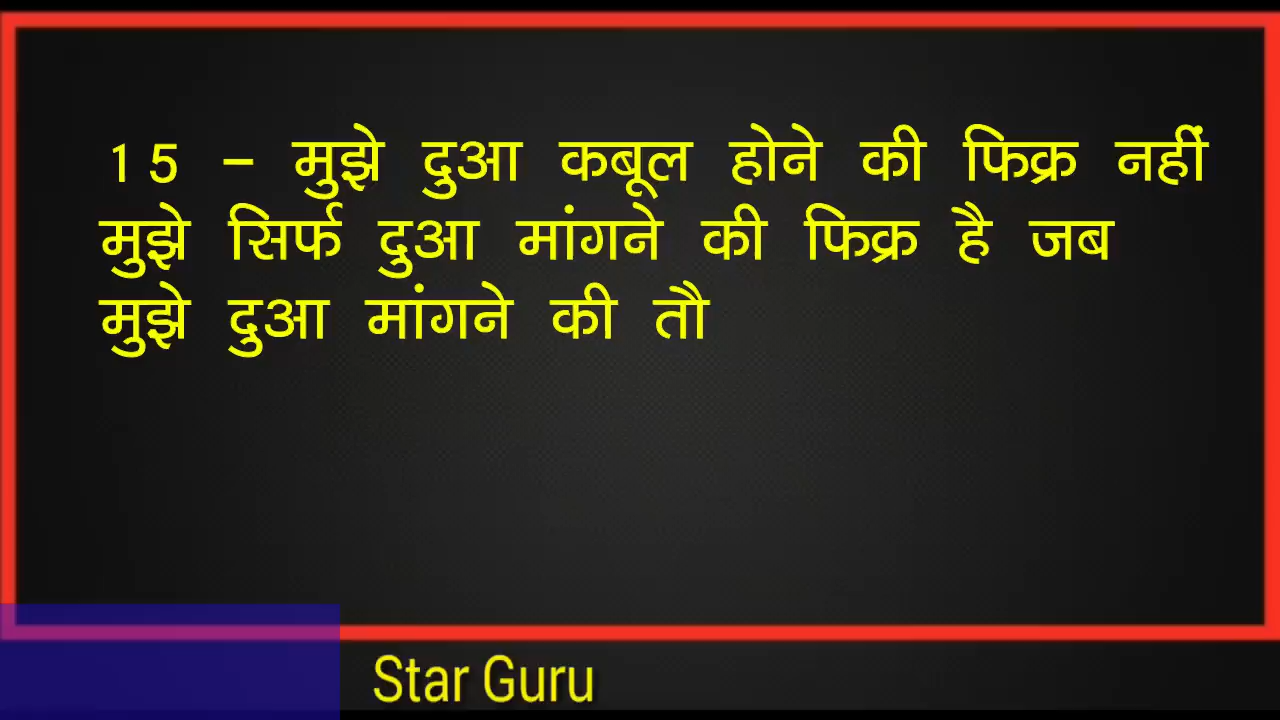 15 – मुझे दुआ कबूल होने की फिक्र नहीं
मुझे सिर्फ दुआ मांगने की फिक्र है जब
मुझे दुआ मांगने की तौ
Star Guru